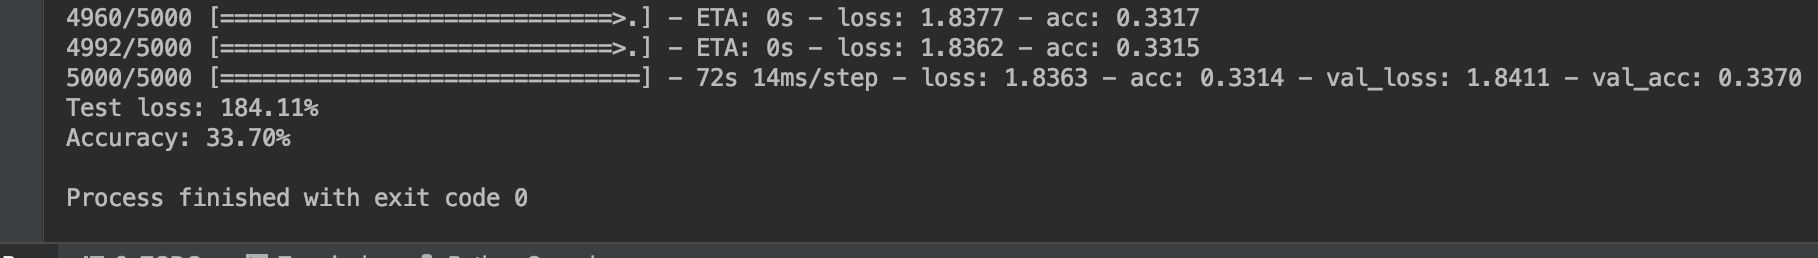 4960/5000 [============================>.] - ETA: 0s - loss: 1.8377 - acc: 0.3317
4992/5000 [============================>.] - ETA: 0s - loss: 1.8362 - acc: 0.3315
5000/5000 [==============================] - 72s 14ms/step - loss: 1.8363 - acc: 0.3314 - val_loss: 1.8411 - val_acc: 0.3370
Test loss: 184.11%
Accuracy: 33.70%
Process finished with exit code 0